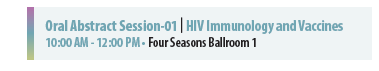 Oral Abstract Session-01 | HIV Immunology and Vaccines
10:00 AM - 12:00 PM • Four Seasons Ballroom 1